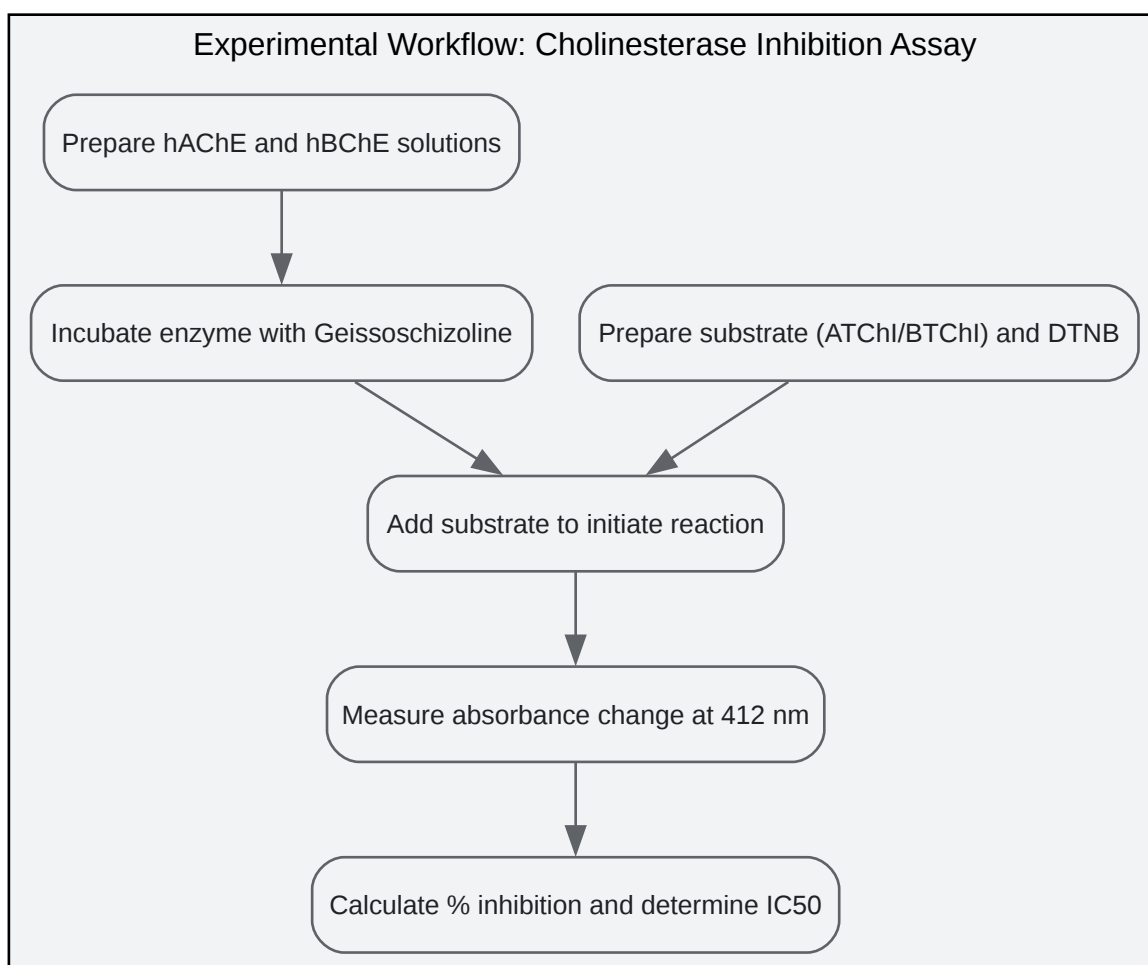 Experimental Workflow: Cholinesterase Inhibition Assay
Prepare hAChE and hBChE solutions
Incubate enzyme with Geissoschizoline
Prepare substrate (ATChI/BTChI) and DTNB
Add substrate to initiate reaction
Measure absorbance change at 412 nm
Calculate % inhibition and determine IC50